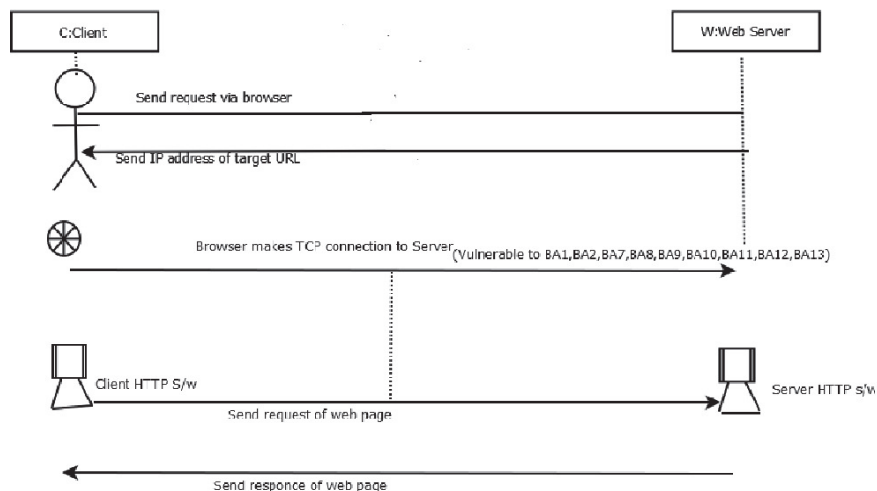 C:Client
W:Web Server
Send request via browser
Send IP address of target URL
Browser makes TCP connection to Server
(Vulnerable to BA1,BA2,BA7,BA8,BA9,BA10,BA11,BA12,BA13)
Client HTTP S/w
Server HTTP s/w
Send request of web page
Send responce of web page